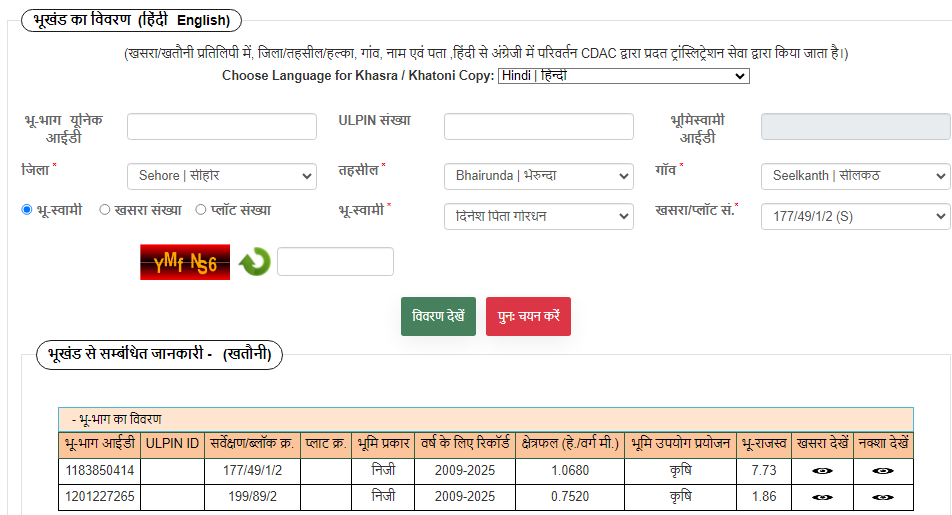 भूखंड का विवरण (हिंदी English)
(खसरा/खतौनी प्रतिलिपी में, जिला/तहसील/हल्का, गांव, नाम एवं पता ,हिंदी से अंग्रेजी में परिवर्तन CDAC द्वारा प्रदत ट्रांस्लिट्रेशन सेवा द्वारा किया जाता है।)
Choose Language for Khasra / Khatoni Copy: Hindi | हिन्दी
भू-भाग यूनिक आईडी ULPIN संख्या भूमिस्वामी आईडी
जिला * Sehore | सीहोर तहसील * Bhairunda | भेरुन्दा गाँव * Seelkanth | सीलकंठ
भू-स्वामी खसरा संख्या प्लॉट संख्या भू-स्वामी * दिनेश पिता गोरधन खसरा/प्लॉट सं.* 177/49/1/2 (S)
YMf NS6
विवरण देखें पुनः चयन करें
भूखंड से सम्बंधित जानकारी - (खतौनी)
- भू-भाग का विवरण
भू-भाग आईडी ULPIN ID सर्वेक्षण/ब्लॉक क्र. प्लाट क्र. भूमि प्रकार वर्ष के लिए रिकॉर्ड क्षेत्रफल (हे./वर्ग मी.) भूमि उपयोग प्रयोजन भू-राजस्व खसरा देखें नक्शा देखें
1183850414 177/49/1/2 निजी 2009-2025 1.0680 कृषि 7.73
1201227265 199/89/2 निजी 2009-2025 0.7520 कृषि 1.86